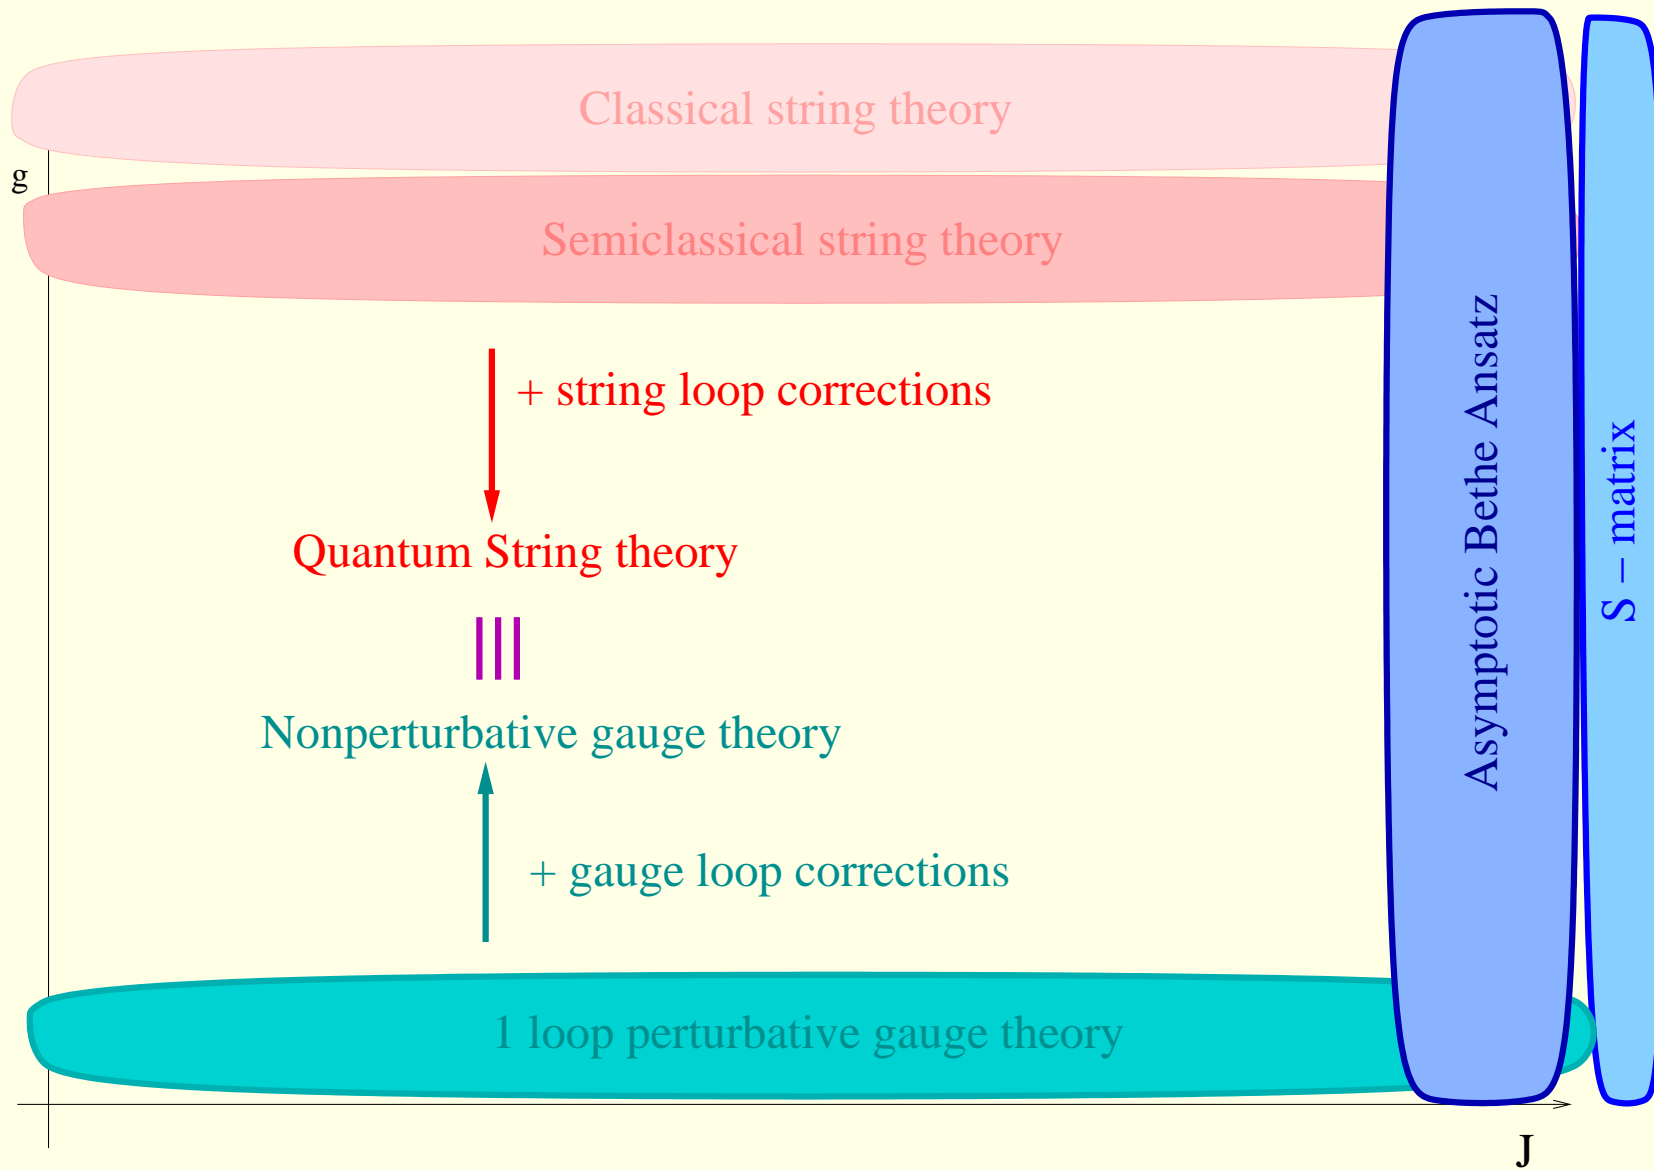 Classical string theory
g
Semiclassical string theory
+ string loop corrections
Quantum String theory
Nonperturbative gauge theory
+ gauge loop corrections
1 loop perturbative gauge theory
Asymptotic Bethe Ansatz
S – matrix
J